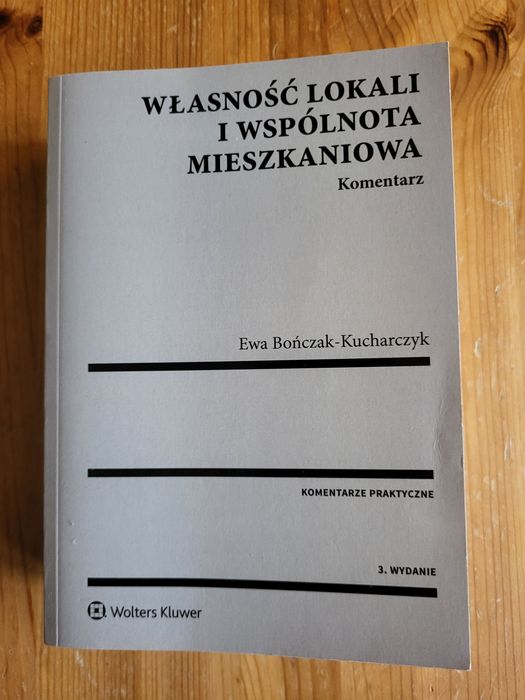 WŁASNOŚĆ LOKALI
I WSPÓLNOTA
MIESZKANIOWA
Komentarz
Ewa Bończak-Kucharczyk
KOMENTARZE PRAKTYCZNE
3. WYDANIE
Wolters Kluwer